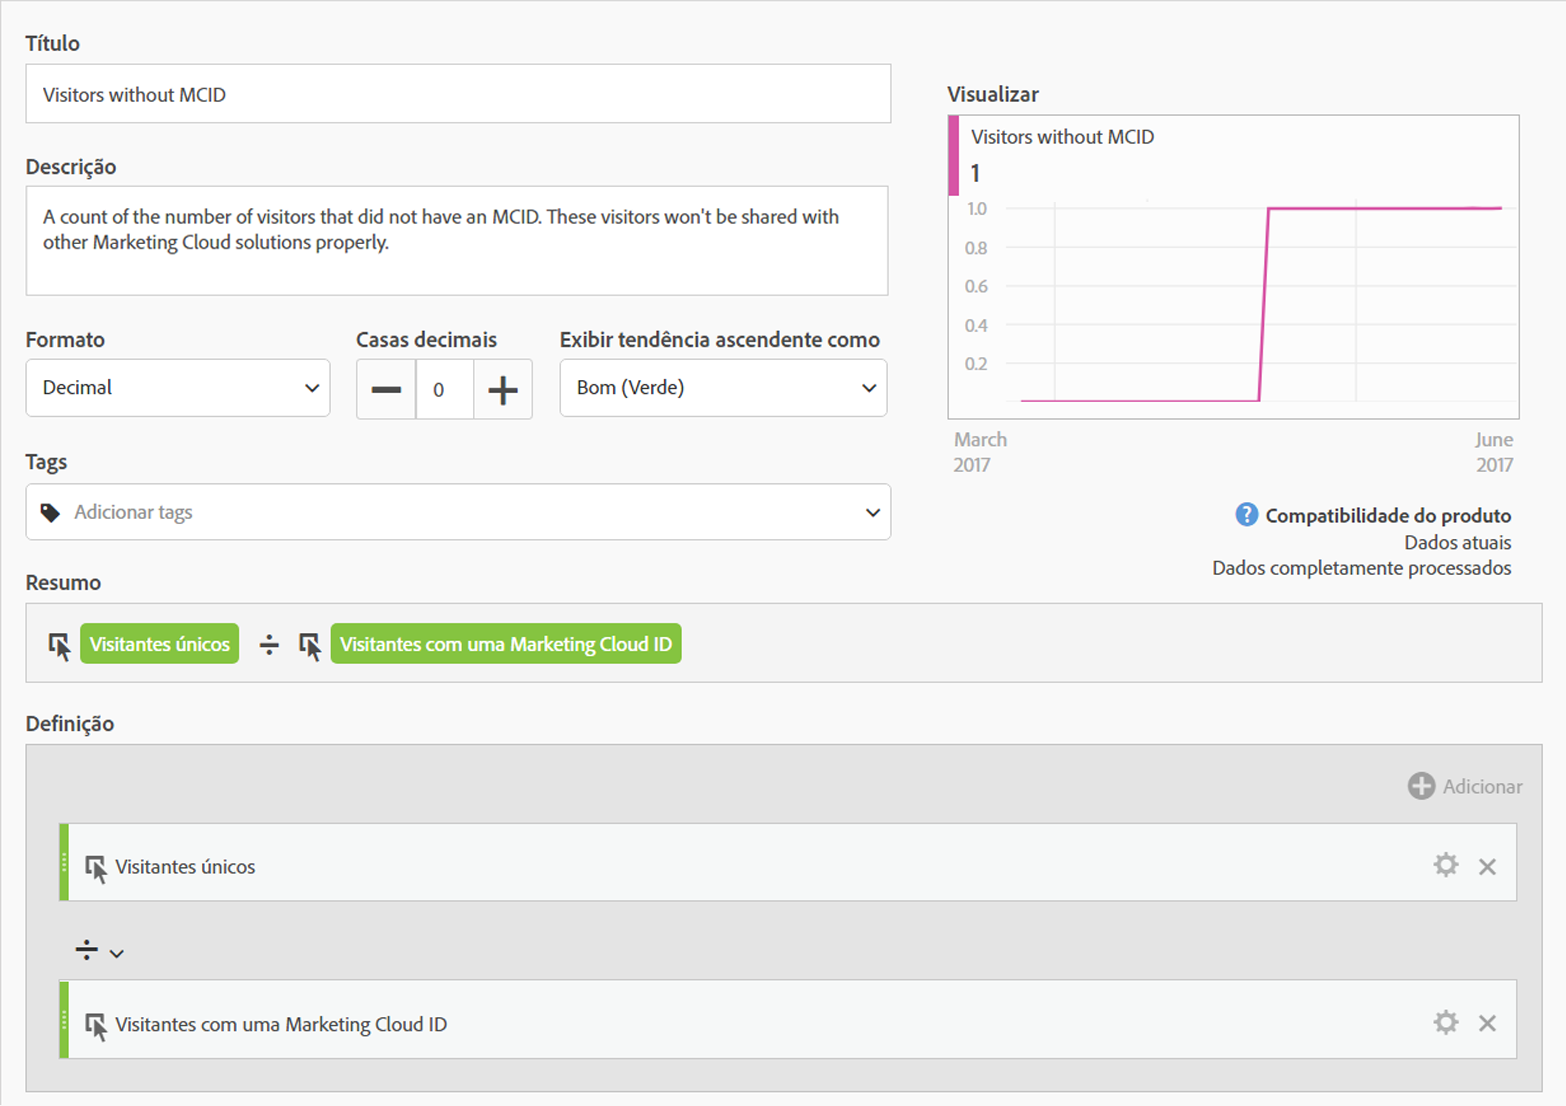 Título
Visitors without MCID
Descrição
A count of the number of visitors that did not have an MCID. These visitors won't be shared with
other Marketing Cloud solutions properly.
Formato
Casas decimais
Exibir tendência ascendente como
Decimal
0
Bom (Verde)
Tags
Adicionar tags
Visualizar
Visitors without MCID
1
1.0
0.8
0.6
0.4
0.2
March
2017
June
2017
? Compatibilidade do produto
Dados atuais
Dados completamente processados
Resumo
Visitantes únicos ÷ Visitantes com uma Marketing Cloud ID
Definição
Adicionar
Visitantes únicos
÷
Visitantes com uma Marketing Cloud ID